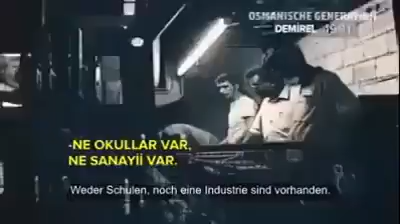 OSMANISCHE GENERATION
DEMIREL
-NE OKULLAR VAR,
NE SANAYİİ VAR.
Weder Schulen, noch eine Industrie sind vorhanden.